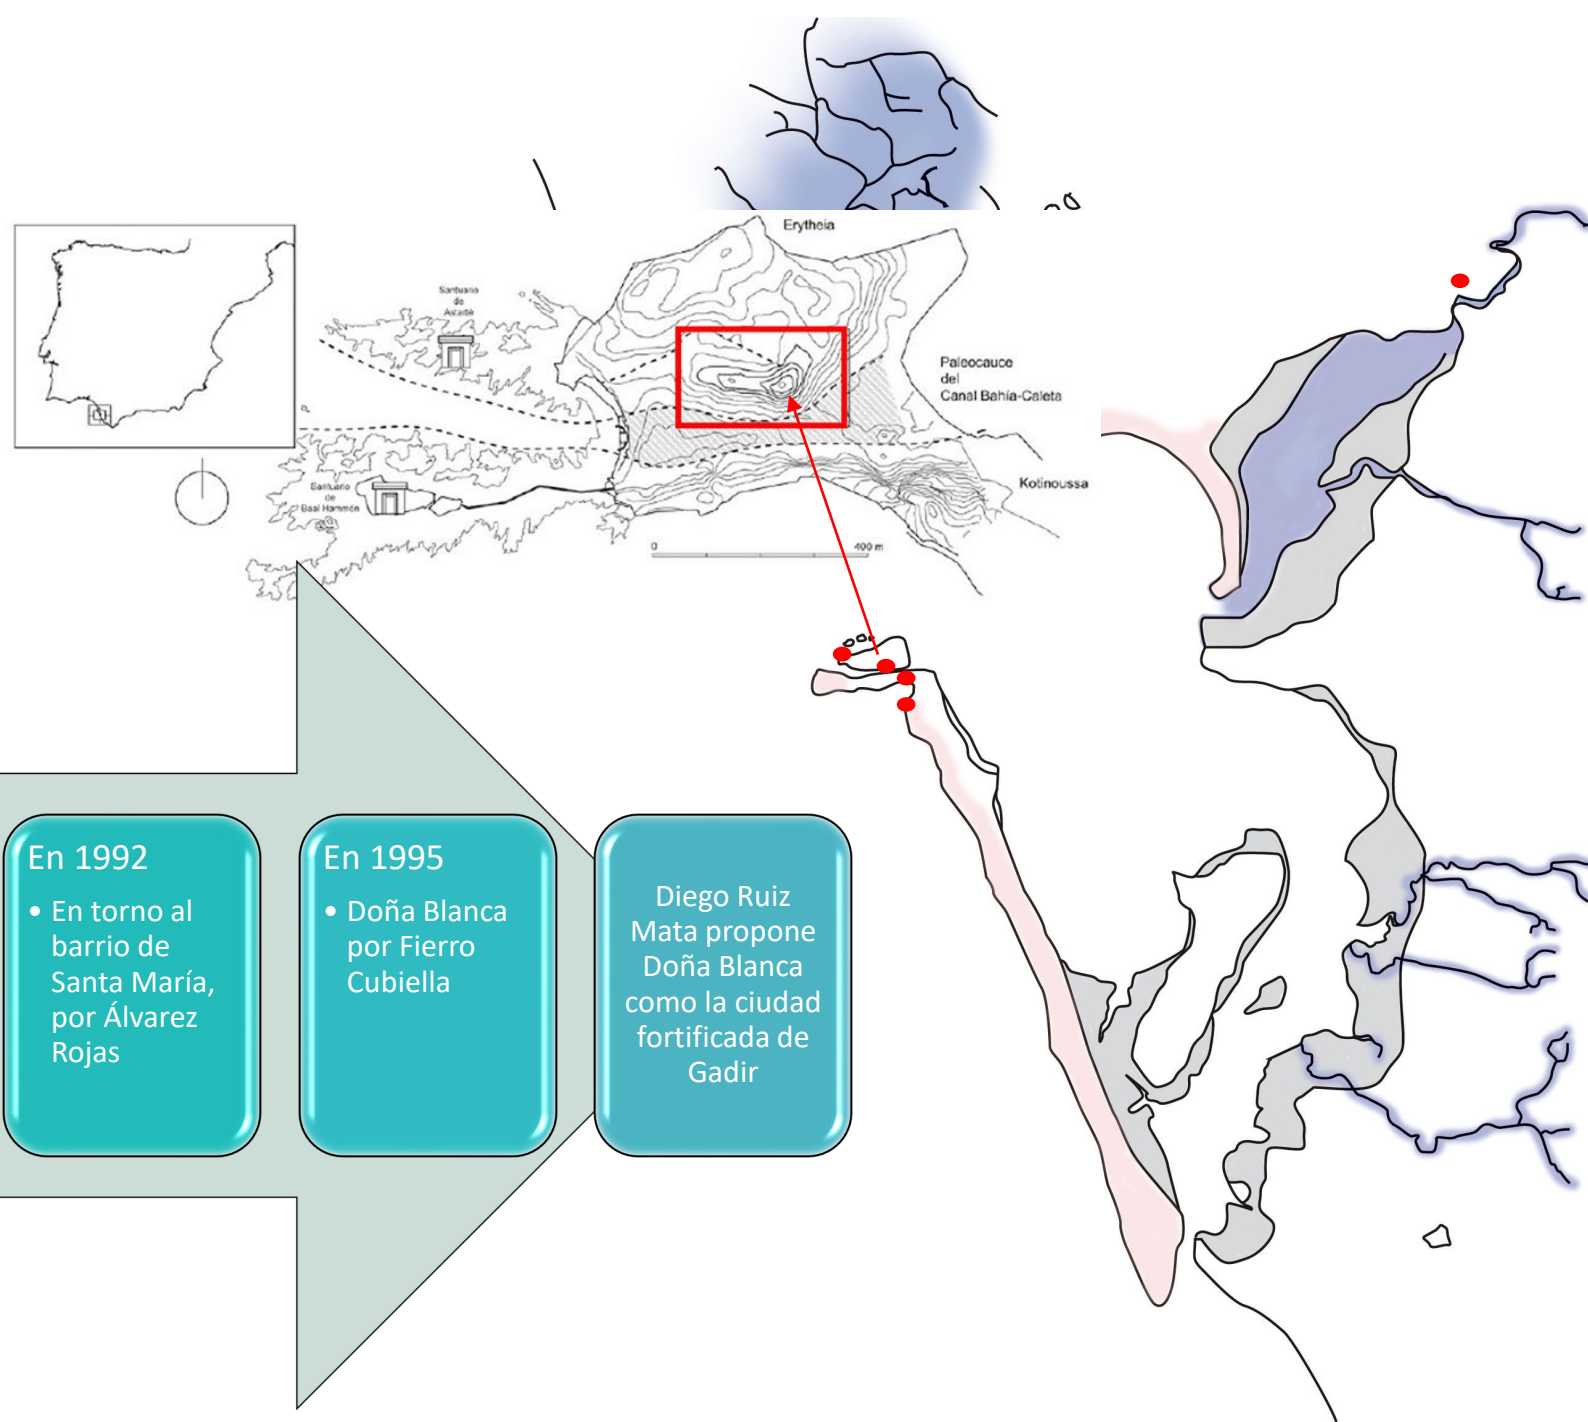 Erytheia
Santuario
de
Astarté
Paleocauce
del
Canal Bahía-Caleta
Kotinoussa
Santuario
de
Baal Hammón
0
400 m
En 1992
• En torno al
barrio de
Santa María,
por Álvarez
Rojas
En 1995
• Doña Blanca
por Fierro
Cubiella
Diego Ruiz
Mata propone
Doña Blanca
como la ciudad
fortificada de
Gadir